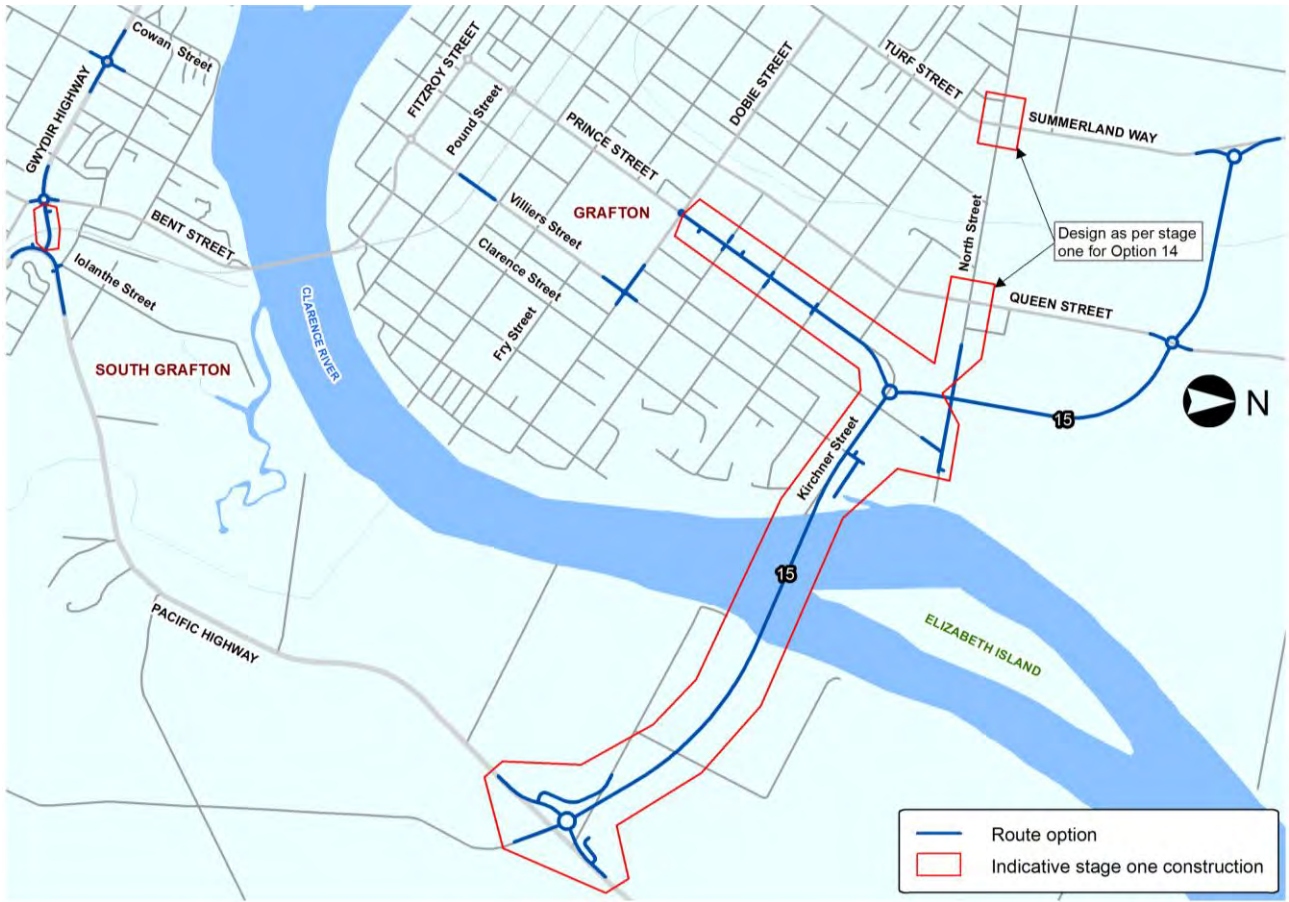 Cowan Street
GWYDIR HIGHWAY
FITZROY STREET
Pound Street
DOBIE STREET
TURF STREET
SUMMERLAND WAY
PRINCE STREET
BENT STREET
Villiers Street
GRAFTON
North Street
Design as per stage
one for Option 14
Iolanthe Street
Clarence Street
QUEEN STREET
CLARENCE RIVER
Fry Street
SOUTH GRAFTON
N
15
Kirchner Street
15
PACIFIC HIGHWAY
ELIZABETH ISLAND
Route option
Indicative stage one construction